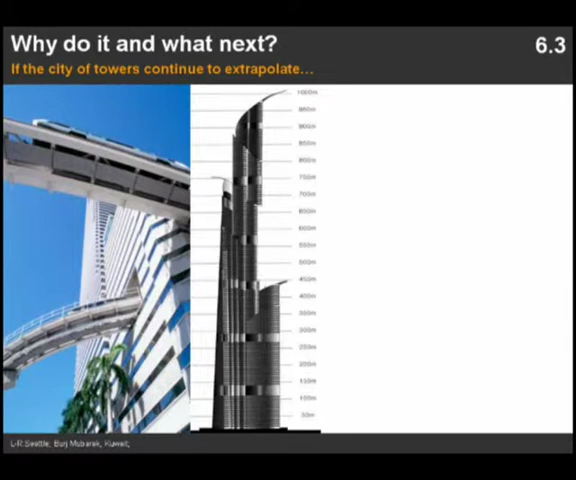 Why do it and what next?
6.3
If the city of towers continue to extrapolate...
1000m
950m
900m
850m
800m
750m
700m
650m
600m
550m
500m
450m
400m
350m
300m
250m
200m
150m
100m
50m
L-R:Seattle; Burj Mubarak, Kuwait;